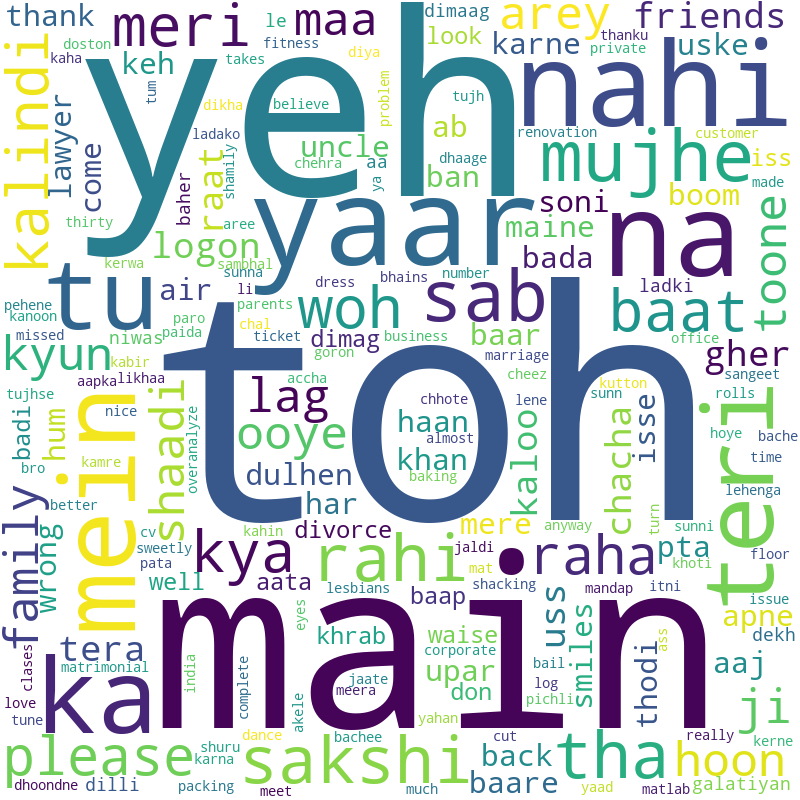 thank
meri
maa
dimaag
arey
friends
doston
kaha
le
fitness
takes
diya
look
karne
uske
thanku
private
keh
yeh
nahi
tum
dikha
believe
problem
tujh
ab
renovation
customer
kalindi
lawyer
come
raat
shamily
ladako
uncle
chehra
aa
ya
dhaage
ban
mujhe
iss
made
baher
thirty
aree
yaar
soni
maine
boom
na
toone
logon
kerwa
sambhal
sunna
dress
bhains
number
bada
ladki
pehene
kanoon
tu
air
li
parents
woh
sab
baat
missed
paro
paida
chal
ticket
niwas
dimag
business
baar
office
kyun
kabir
goron
marriage
gher
aapka
likhaa
accha
cheez
sangeet
tujhse
nice
lag
toh
chhote
lene
sunn
kutton
rolls
badi
hum
mein
shaadi
overanalyze
haan
almost
kaloo
chacha
isse
teri
hoye
bache
bro
kamre
ooye
khan
time
better
dulhen
baking
lehenga
family
wrong
cv
har
divorce
mere
anyway
turn
sunni
floor
sweetly
kahin
pata
kya
rahi
jaldi
mat
raha
pta
khoti
well
aata
lesbians
shacking
mandap
itni
issue
baap
uss
smiles
bail
apne
tera
main
eyes
khrab
waise
corporate
ass
dekh
matrimonial
india
complete
jaate
upar
don
log
pichli
thodi
aaj
clases
love
tune
ka
meera
akele
yahan
ji
please
dance
bachee
cut
really
kerne
shuru
karna
sakshi
back
tha
hoon
dhoondne
dilli
packing
meet
much
baare
yaad
matlab
galatiyan